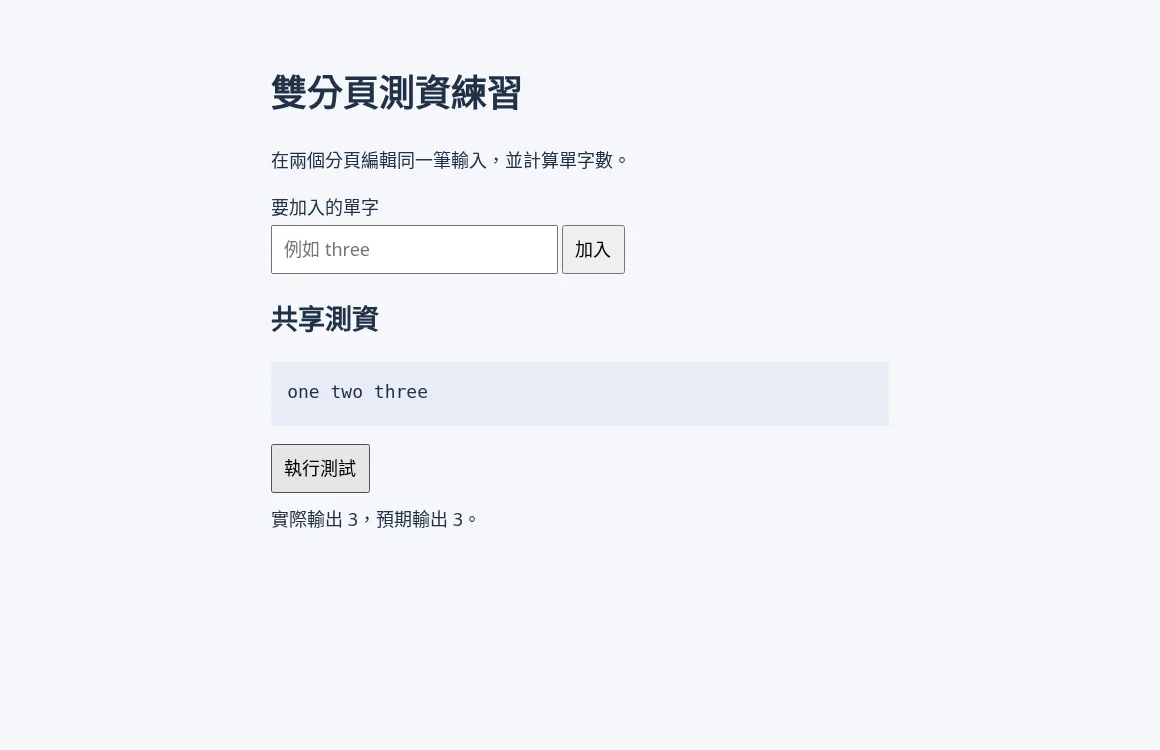 雙分頁測資練習
在兩個分頁編輯同一筆輸入，並計算單字數。
要加入的單字
例如 three
加入
共享測資
one two three
執行測試
實際輸出 3，預期輸出 3。